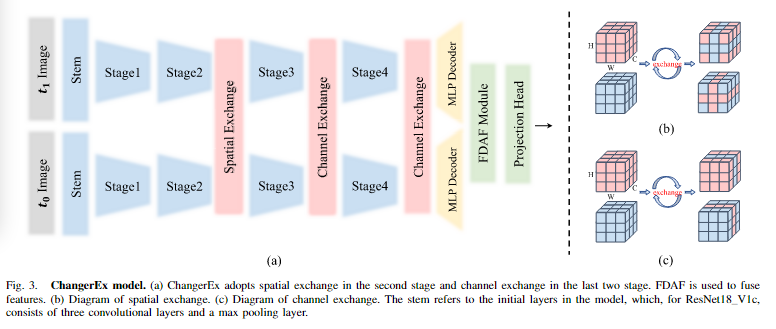 t₁ Image
Stem
Stage1
Stage2
Spatial Exchange
Stage3
Channel Exchange
Stage4
Channel Exchange
MLP Decoder
FDAF Module
Projection Head
t₀ Image
Stem
Stage1
Stage2
Stage3
Stage4
MLP Decoder
(a)
H
W
C
exchange
(b)
H
W
C
exchange
(c)
Fig. 3. ChangerEx model. (a) ChangerEx adopts spatial exchange in the second stage and channel exchange in the last two stage. FDAF is used to fuse
features. (b) Diagram of spatial exchange. (c) Diagram of channel exchange. The stem refers to the initial layers in the model, which, for ResNet18_V1c,
consists of three convolutional layers and a max pooling layer.